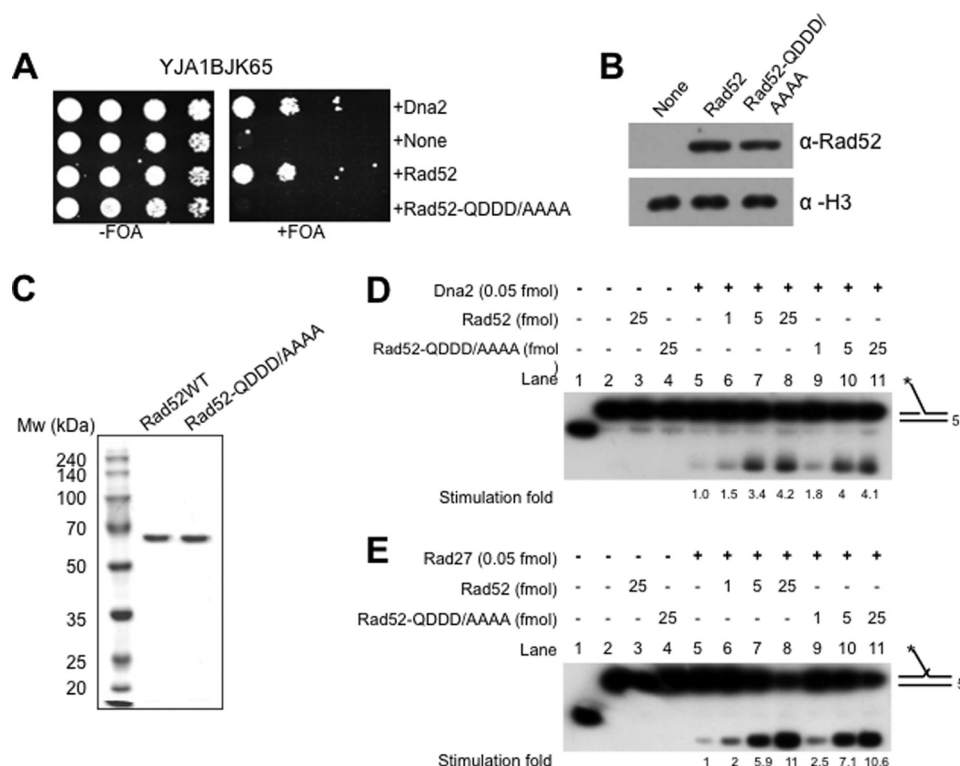 A
YJA1BJK65
+Dna2
+None
+Rad52
+Rad52-QDDD/AAAA
-FOA +FOA
B
None Rad52 Rad52-QDDD/
AAAA
α-Rad52
α -H3
C
Rad52WT Rad52-QDDD/AAAA
Mw (kDa)
240
140
100
70
50
35
25
20
D
Dna2 (0.05 fmol) - - - - + + + + + + +
Rad52 (fmol) - - 25 - - 1 5 25 - - -
Rad52-QDDD/AAAA (fmol - - - 25 - - - - 1 5 25
)
Lane 1 2 3 4 5 6 7 8 9 10 11
* 5
Stimulation fold 1.0 1.5 3.4 4.2 1.8 4 4.1
E
Rad27 (0.05 fmol) - - - - + + + + + + +
Rad52 (fmol) - - 25 - - 1 5 25 - - -
Rad52-QDDD/AAAA (fmol) - - - 25 - - - - 1 5 25
Lane 1 2 3 4 5 6 7 8 9 10 11
* 5
Stimulation fold 1 2 5.9 11 2.5 7.1 10.6